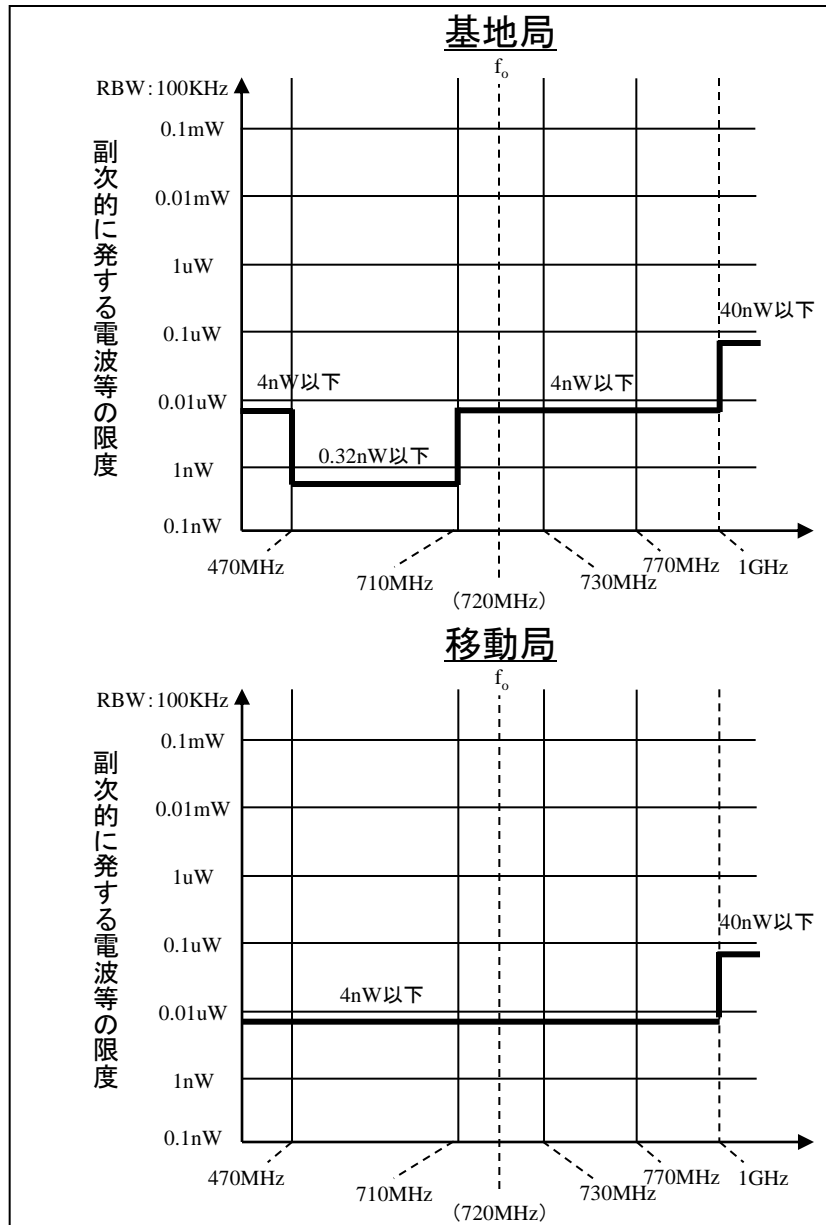 基地局
fo
RBW：100KHz
0.1mW
0.01mW
1uW
0.1uW
0.01uW
1nW
0.1nW
副次的に発する電波等の限度
40nW以下
4nW以下
4nW以下
0.32nW以下
470MHz
710MHz
（720MHz）
730MHz
770MHz
1GHz
移動局
fo
RBW：100KHz
0.1mW
0.01mW
1uW
0.1uW
0.01uW
1nW
0.1nW
副次的に発する電波等の限度
40nW以下
4nW以下
470MHz
710MHz
（720MHz）
730MHz
770MHz
1GHz